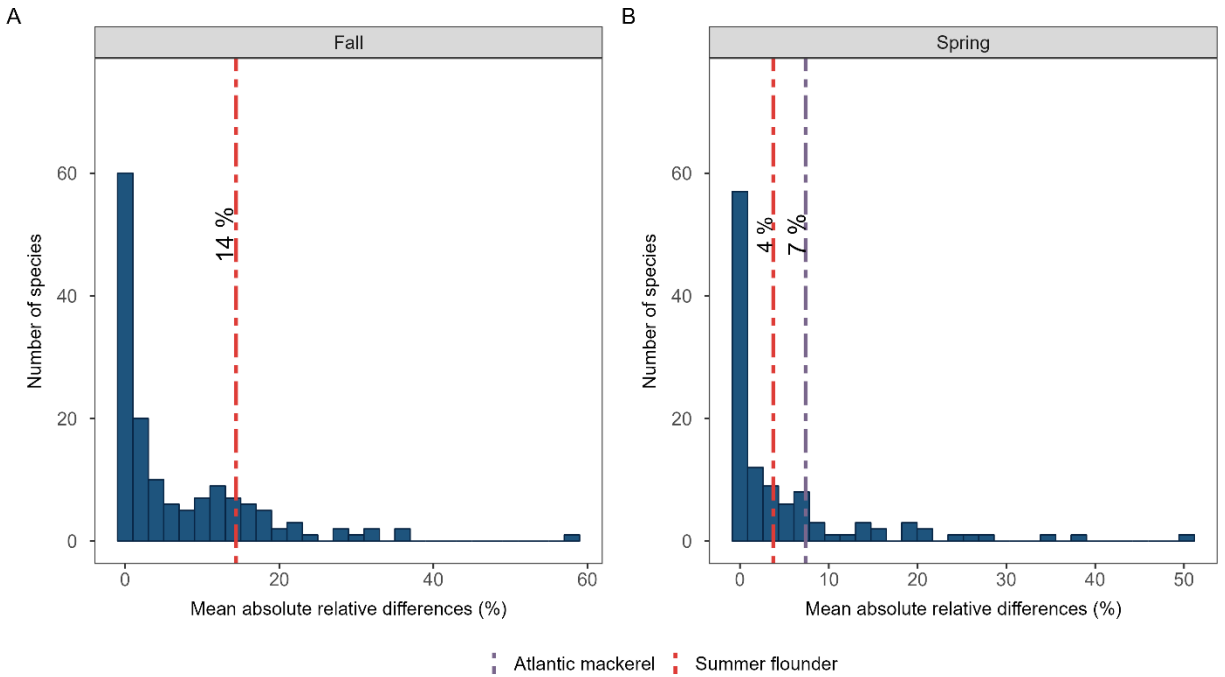 A
Fall
60
40
20
0
Number of species
14 %
0 20 40 60
Mean absolute relative differences (%)
B
Spring
60
40
20
0
Number of species
4 %
7 %
0 10 20 30 40 50
Mean absolute relative differences (%)
Atlantic mackerel Summer flounder